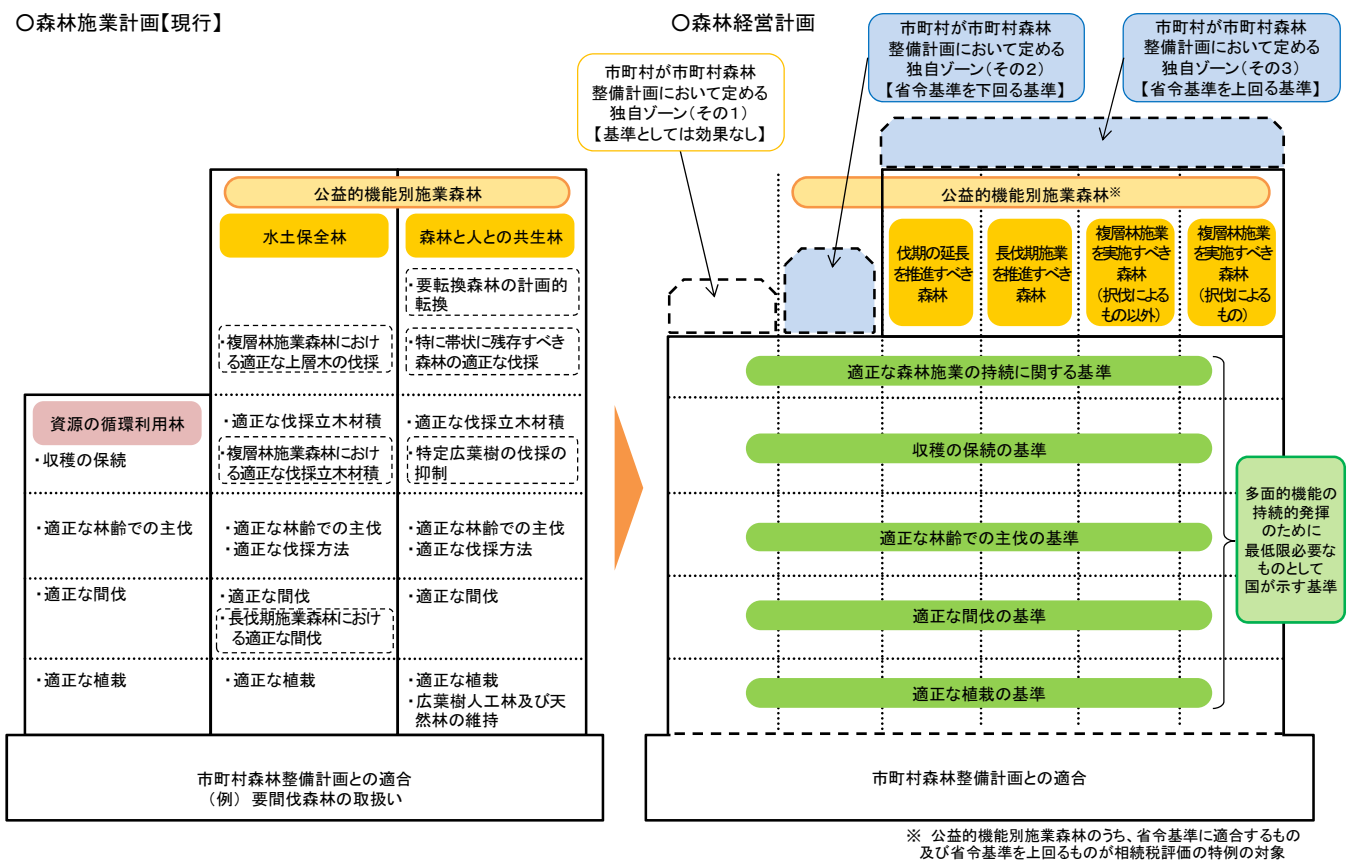 ○森林施業計画【現行】
公益的機能別施業森林
水土保全林
森林と人との共生林
・要転換森林の計画的
転換
・複層林施業森林におけ
る適正な上層木の伐採
・特に帯状に残存すべき
森林の適正な伐採
資源の循環利用林
・収穫の保続
・適正な伐採立木材積
・複層林施業森林におけ
る適正な伐採立木材積
・適正な伐採立木材積
・特定広葉樹の伐採の
抑制
・適正な林齢での主伐
・適正な林齢での主伐
・適正な伐採方法
・適正な林齢での主伐
・適正な伐採方法
・適正な間伐
・適正な間伐
・長伐期施業森林におけ
る適正な間伐
・適正な間伐
・適正な植栽
・適正な植栽
・適正な植栽
・広葉樹人工林及び天
然林の維持
市町村森林整備計画との適合
（例） 要間伐森林の取扱い
○森林経営計画
市町村が市町村森林
整備計画において定める
独自ゾーン（その１）
【基準としては効果なし】
市町村が市町村森林
整備計画において定める
独自ゾーン（その２）
【省令基準を下回る基準】
市町村が市町村森林
整備計画において定める
独自ゾーン（その３）
【省令基準を上回る基準】
公益的機能別施業森林※
伐期の延長
を推進すべき
森林
長伐期施業
を推進すべき
森林
複層林施業
を実施すべき
森林
（択伐による
もの以外）
複層林施業
を実施すべき
森林
（択伐による
もの）
適正な森林施業の持続に関する基準
収穫の保続の基準
適正な林齢での主伐の基準
適正な間伐の基準
適正な植栽の基準
多面的機能の
持続的発揮
のために
最低限必要な
ものとして
国が示す基準
市町村森林整備計画との適合
※ 公益的機能別施業森林のうち、省令基準に適合するもの
及び省令基準を上回るものが相続税評価の特例の対象